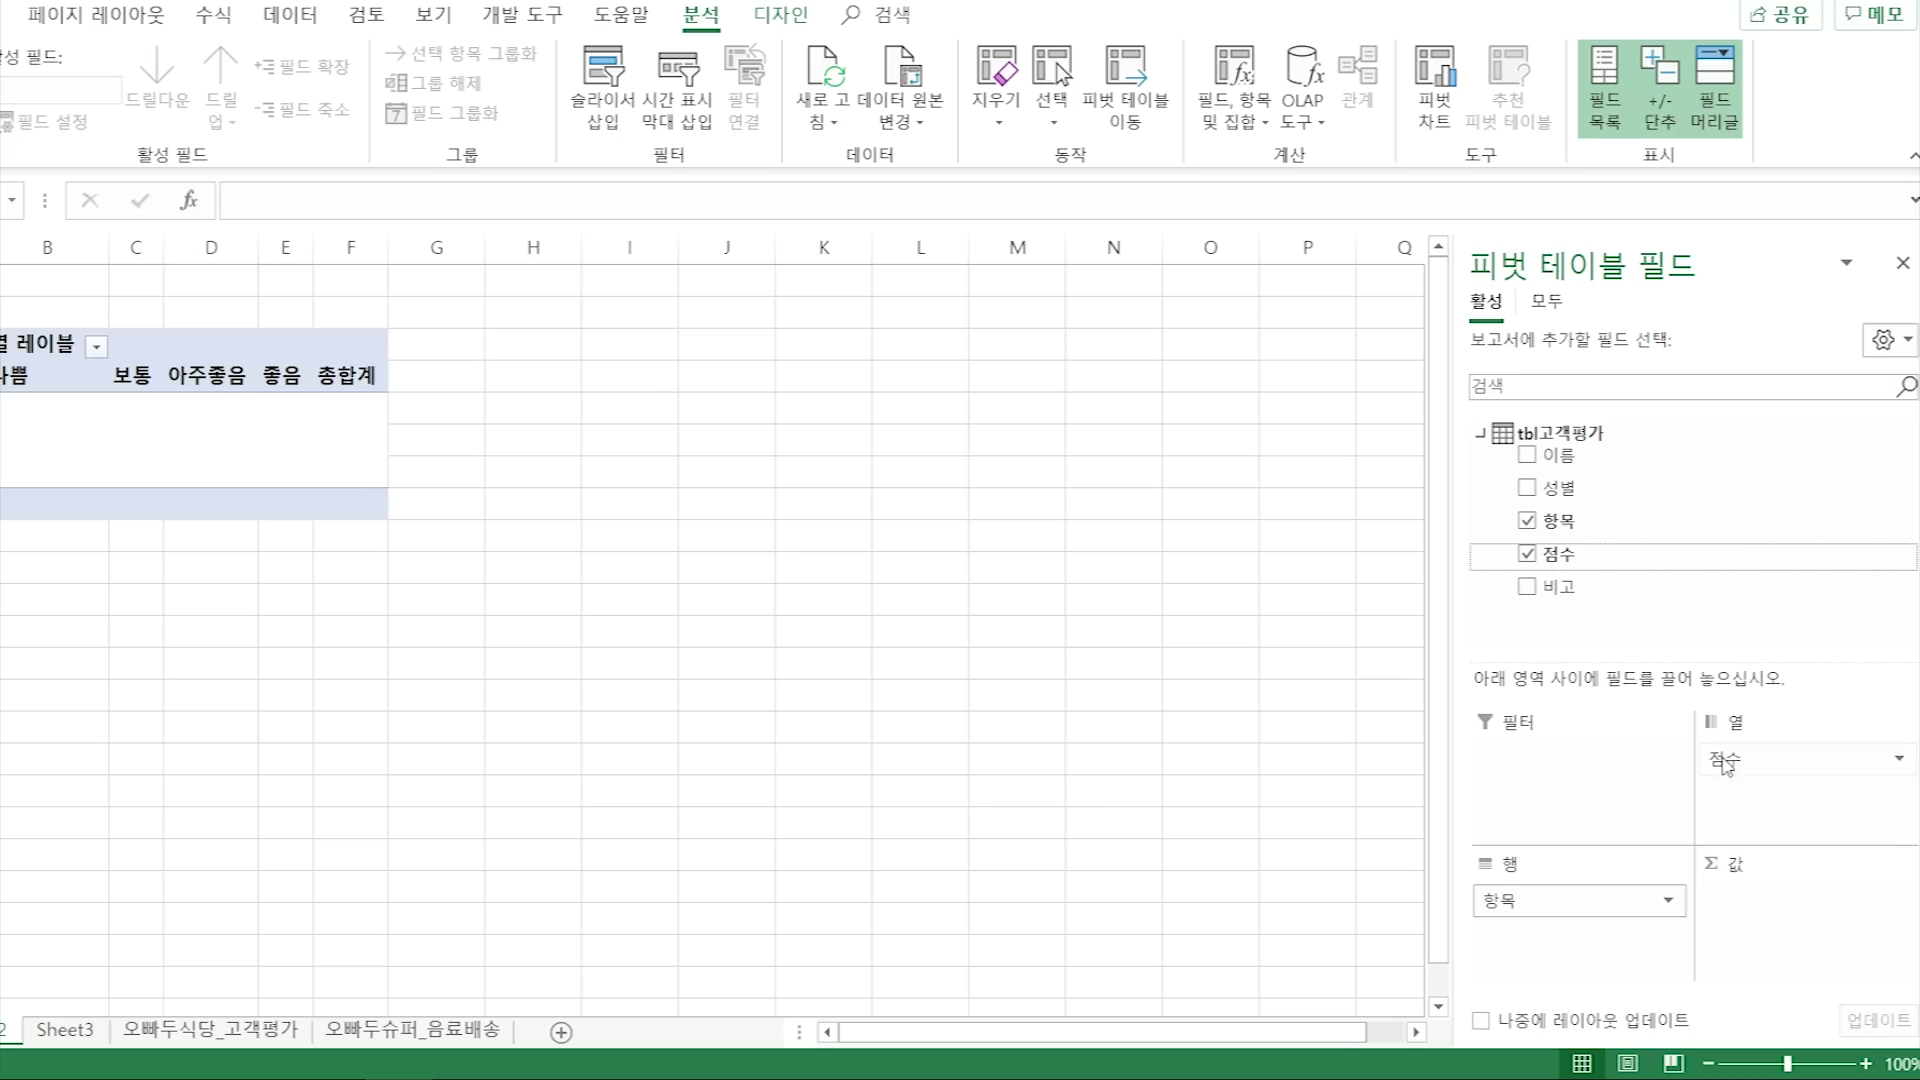 페이지 레이아웃 수식 데이터 검토 보기 개발 도구 도움말 분석 디자인 검색 공유 메모
필드:
드릴다운 드릴업
필드 확장
필드 축소
필드 설정
활성 필드
선택 항목 그룹화
그룹 해제
필드 그룹화
그룹
슬라이서 삽입
시간 표시 막대 삽입
필터 연결
필터
새로 고침
데이터 원본 변경
데이터
지우기
선택
피벗 테이블 이동
동작
필드, 항목 및 집합
OLAP 도구
관계
계산
피벗 차트
추천 피벗 테이블
도구
필드 목록
+/- 단추
필드 머리글
표시
fx
B C D E F G H I J K L M N O P Q
레이블
보통 아주좋음 좋음 총합계
피벗 테이블 필드
활성 모두
보고서에 추가할 필드 선택:
검색
tbl고객평가
이름
성별
항목
점수
비고
아래 영역 사이에 필드를 끌어 놓으십시오.
필터 열
점수
행 Σ 값
항목
나중에 레이아웃 업데이트 업데이트
2 Sheet3 오빠두식당_고객평가 오빠두슈퍼_음료배송
100%